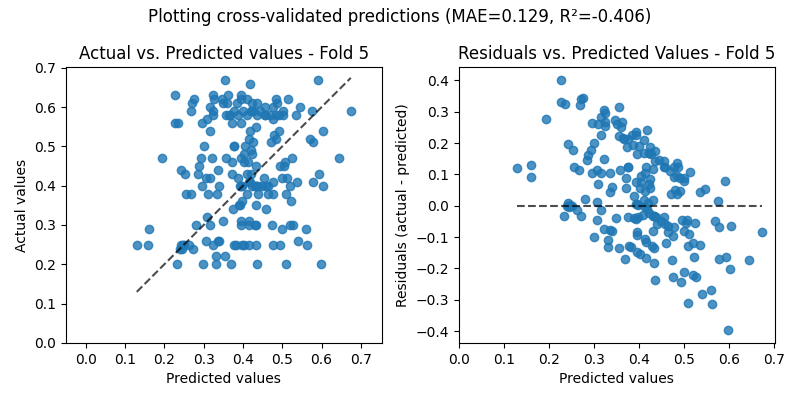 Plotting cross-validated predictions (MAE=0.129, R²=-0.406)
Actual vs. Predicted values - Fold 5
Actual values
0.7
0.6
0.5
0.4
0.3
0.2
0.1
0.0
0.0 0.1 0.2 0.3 0.4 0.5 0.6 0.7
Predicted values
Residuals vs. Predicted Values - Fold 5
Residuals (actual - predicted)
0.4
0.3
0.2
0.1
0.0
−0.1
−0.2
−0.3
−0.4
0.0 0.1 0.2 0.3 0.4 0.5 0.6 0.7
Predicted values